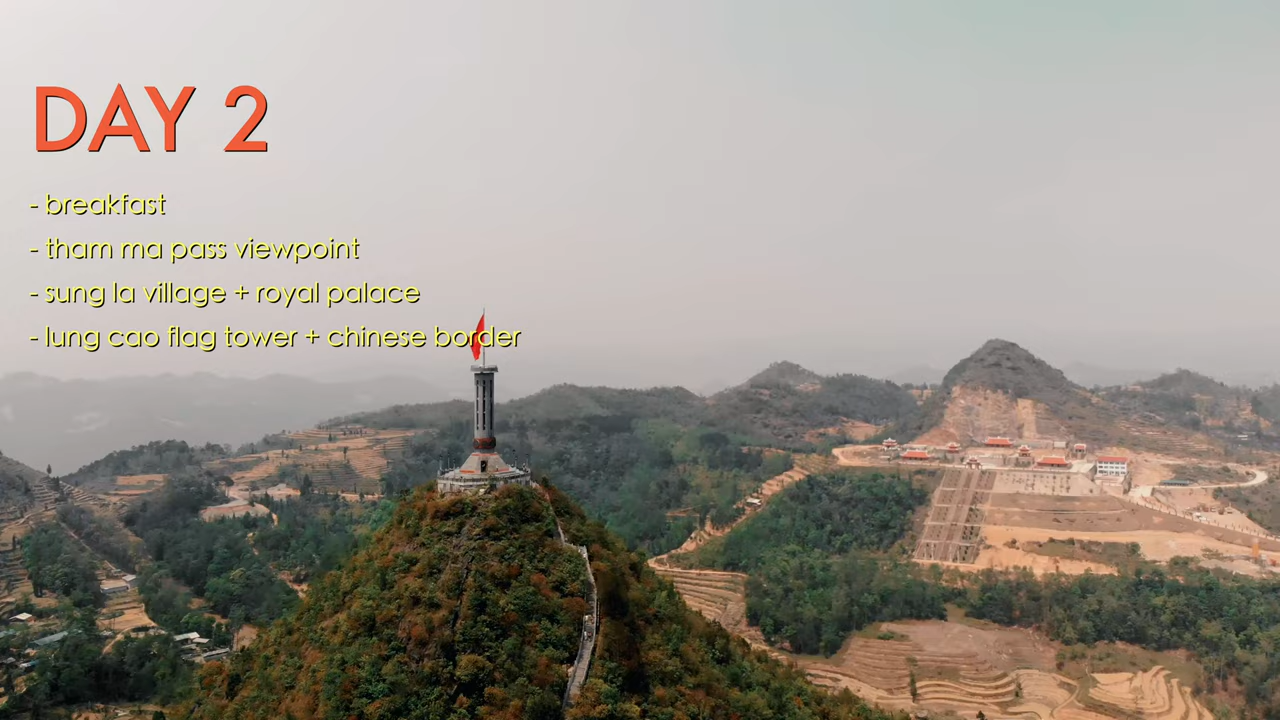 DAY 2
- breakfast
- tham ma pass viewpoint
- sung la village + royal palace
- lung cao flag tower + chinese border